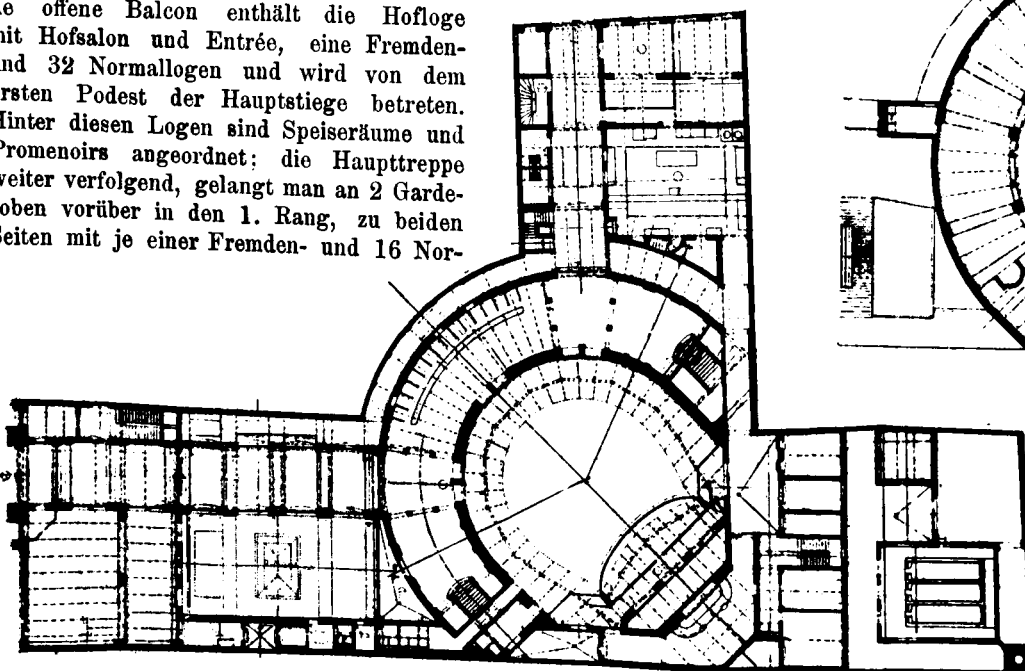 offene Balcon enthält die Hofloge
mit Hofsalon und Entrée, eine Fremden-
und 32 Normallogen und wird von dem
ersten Podest der Hauptstiege betreten.
Hinter diesen Logen sind Speiseräume und
Promenoirs angeordnet; die Haupttreppe
weiter verfolgend, gelangt man an 2 Garde-
roben vorüber in den 1. Rang, zu beiden
Seiten mit je einer Fremden- und 16 Nor-